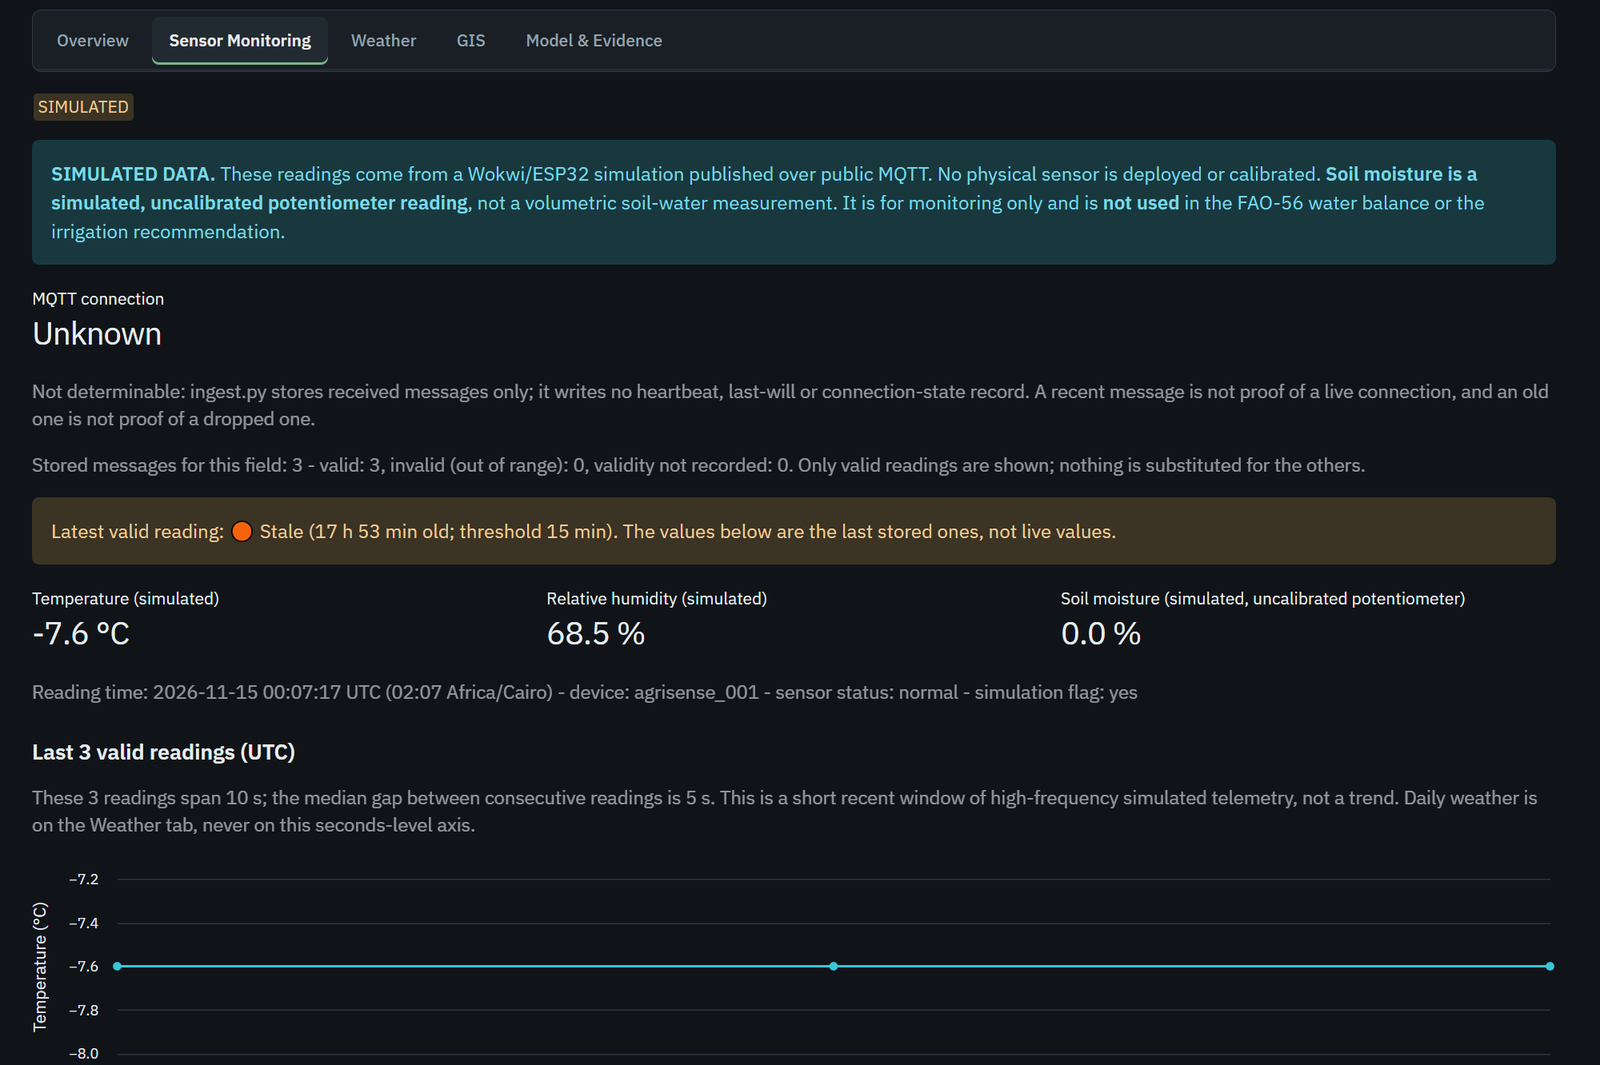 Overview Sensor Monitoring Weather GIS Model & Evidence
SIMULATED
SIMULATED DATA. These readings come from a Wokwi/ESP32 simulation published over public MQTT. No physical sensor is deployed or calibrated. Soil moisture is a
simulated, uncalibrated potentiometer reading, not a volumetric soil-water measurement. It is for monitoring only and is not used in the FAO-56 water balance or the
irrigation recommendation.
MQTT connection
Unknown
Not determinable: ingest.py stores received messages only; it writes no heartbeat, last-will or connection-state record. A recent message is not proof of a live connection, and an old
one is not proof of a dropped one.
Stored messages for this field: 3 - valid: 3, invalid (out of range): 0, validity not recorded: 0. Only valid readings are shown; nothing is substituted for the others.
Latest valid reading: 🟠 Stale (17 h 53 min old; threshold 15 min). The values below are the last stored ones, not live values.
Temperature (simulated) Relative humidity (simulated) Soil moisture (simulated, uncalibrated potentiometer)
-7.6 °C 68.5 % 0.0 %
Reading time: 2026-11-15 00:07:17 UTC (02:07 Africa/Cairo) - device: agrisense_001 - sensor status: normal - simulation flag: yes
Last 3 valid readings (UTC)
These 3 readings span 10 s; the median gap between consecutive readings is 5 s. This is a short recent window of high-frequency simulated telemetry, not a trend. Daily weather is
on the Weather tab, never on this seconds-level axis.
Temperature (°C)
−7.2
−7.4
−7.6
−7.8
−8.0